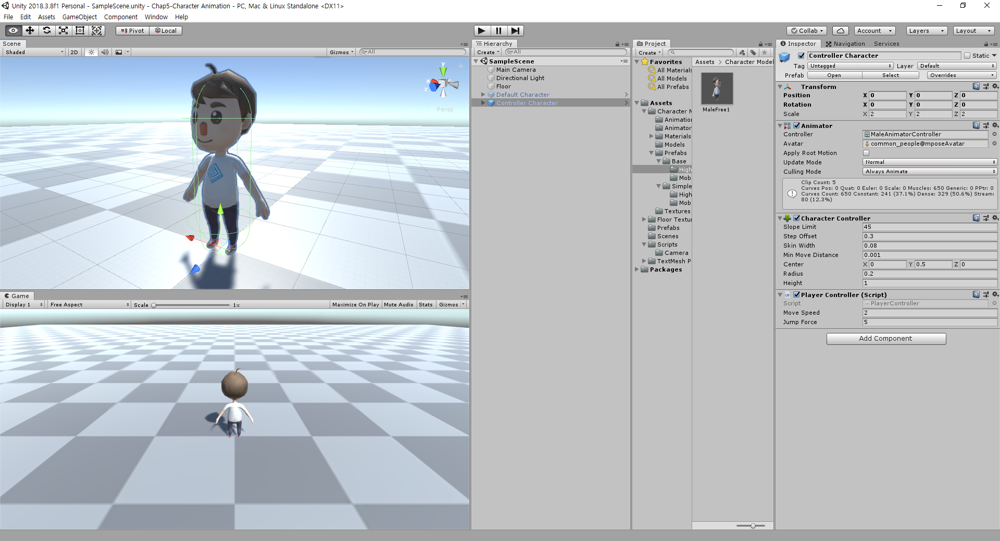 Unity 2018.3.8f1 Personal - SampleScene.unity - Chap5-Character Animation - PC, Mac & Linux Standalone <DX11>
File Edit Assets GameObject Component Window Help
Pivot Local
Collab Account Layers Layout
Scene
Shaded 2D Gizmos All
y
x
z
Persp
Game
Display 1 Free Aspect Scale 1x Maximize On Play Mute Audio Stats Gizmos
Hierarchy
Create All
SampleScene
Main Camera
Directional Light
Floor
Default Character
Controller Character
Project
Create
Favorites
All Materials
All Models
All Prefabs
Assets
Character M
Animation
Animator
Materials
Models
Prefabs
Base
High
Mob
Simple
High
Mob
Textures
Floor Textur
Prefabs
Scenes
Scripts
Camera
TextMesh P
Packages
Assets > Character Model
MaleFree1
Inspector Navigation Services
Controller Character Static
Tag Untagged Layer Default
Prefab Open Select Overrides
Transform
Position X 0 Y 0 Z 0
Rotation X 0 Y 0 Z 0
Scale X 2 Y 2 Z 2
Animator
Controller MaleAnimatorController
Avatar common_people@mposeAvatar
Apply Root Motion
Update Mode Normal
Culling Mode Always Animate
Clip Count: 5
Curves Pos: 0 Quat: 0 Euler: 0 Scale: 0 Muscles: 650 Generic: 0 PPtr: 0
Curves Count: 650 Constant: 241 (37.1%) Dense: 329 (50.6%) Stream:
80 (12.3%)
Character Controller
Slope Limit 45
Step Offset 0.3
Skin Width 0.08
Min Move Distance 0.001
Center X 0 Y 0.5 Z 0
Radius 0.2
Height 1
Player Controller (Script)
Script PlayerController
Move Speed 2
Jump Force 5
Add Component